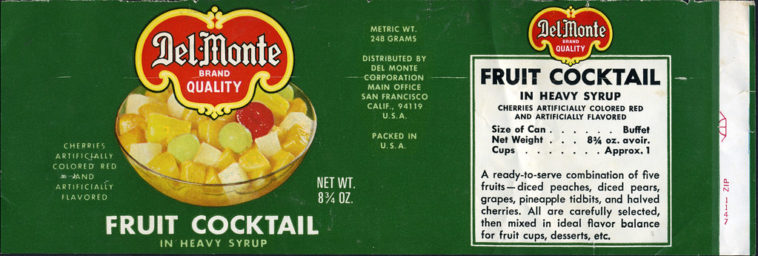 Del Monte
BRAND
QUALITY
CHERRIES
ARTIFICIALLY
COLORED RED
AND
ARTIFICIALLY
FLAVORED
NET WT.
8¾ OZ.
FRUIT COCKTAIL
IN HEAVY SYRUP
METRIC WT.
248 GRAMS
DISTRIBUTED BY
DEL MONTE
CORPORATION
MAIN OFFICE
SAN FRANCISCO
CALIF., 94119
U.S.A.
PACKED IN
U.S.A.
Del Monte
BRAND
QUALITY
FRUIT COCKTAIL
IN HEAVY SYRUP
CHERRIES ARTIFICIALLY COLORED RED
AND ARTIFICIALLY FLAVORED
Size of Can . . . . . . Buffet
Net Weight . . . 8¾ oz. avoir.
Cups . . . . . . . Approx. 1
A ready-to-serve combination of five
fruits—diced peaches, diced pears,
grapes, pineapple tidbits, and halved
cherries. All are carefully selected,
then mixed in ideal flavor balance
for fruit cups, desserts, etc.